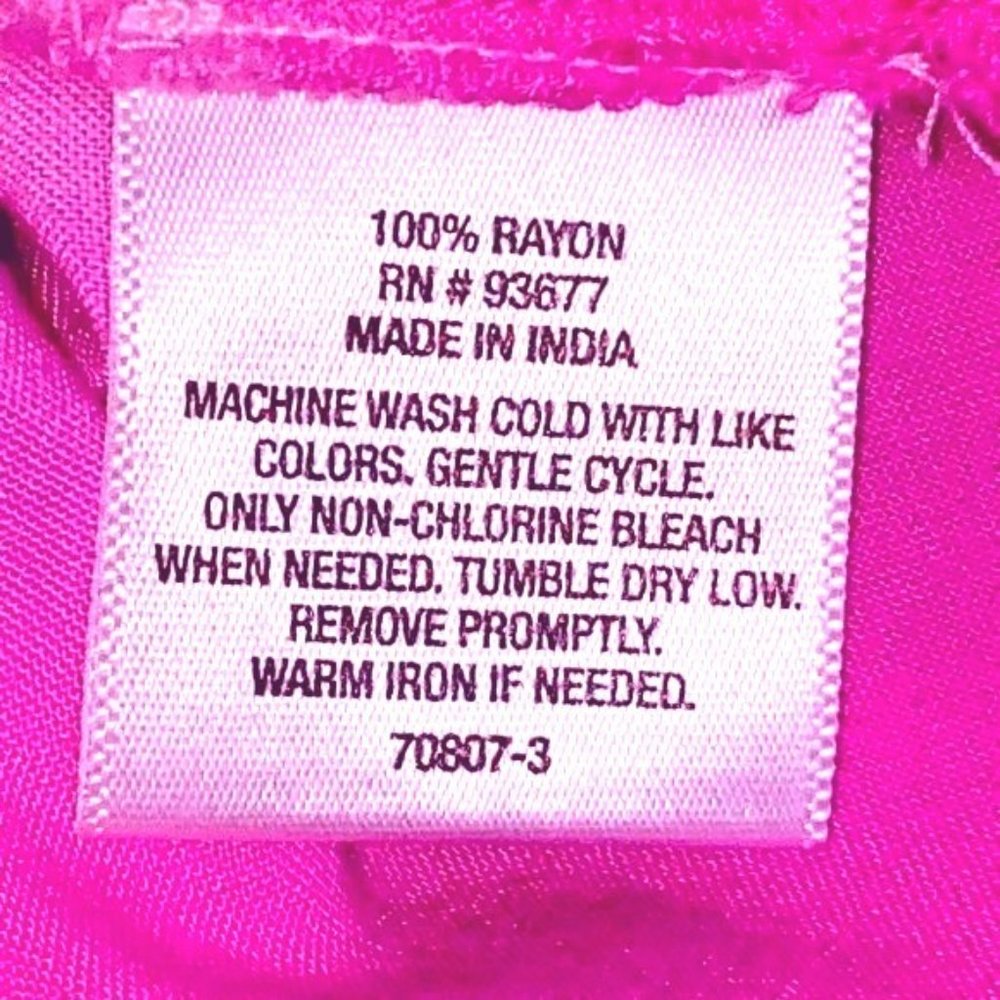 100% RAYON
RN # 93677
MADE IN INDIA
MACHINE WASH COLD WITH LIKE
COLORS. GENTLE CYCLE.
ONLY NON-CHLORINE BLEACH
WHEN NEEDED. TUMBLE DRY LOW.
REMOVE PROMPTLY.
WARM IRON IF NEEDED.
70807-3